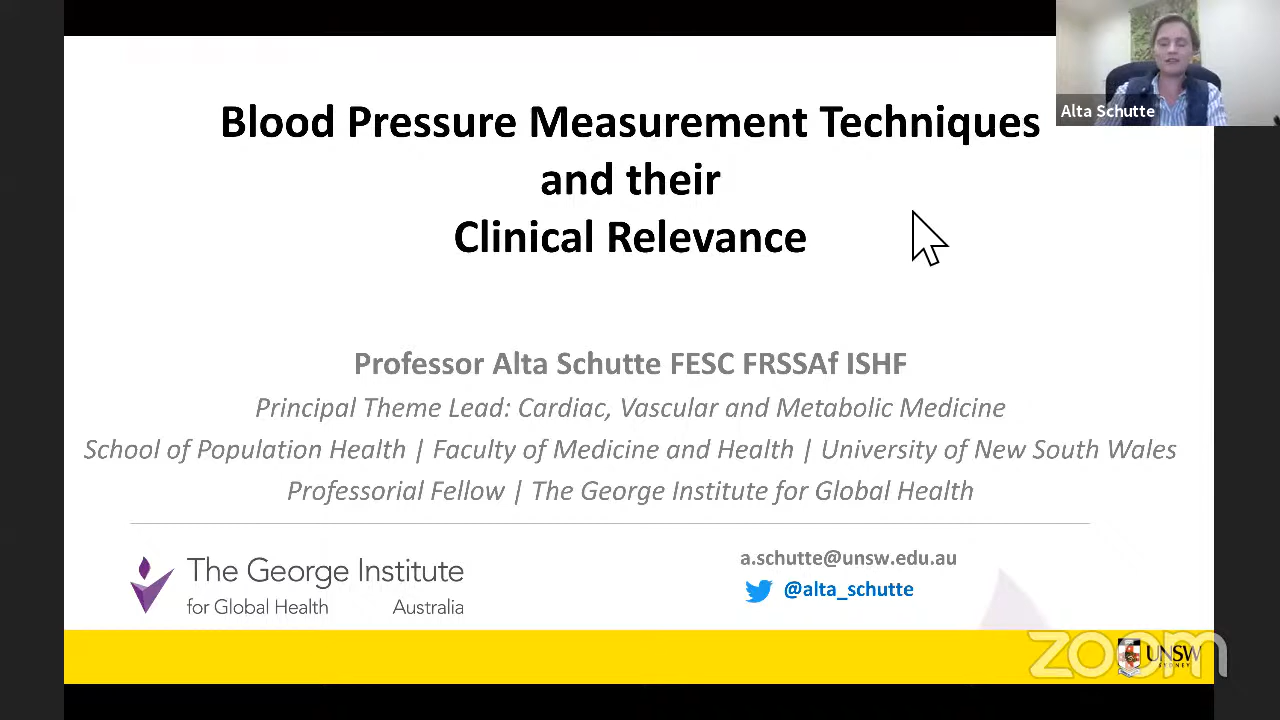 Blood Pressure Measurement Techniques
and their
Clinical Relevance
Alta Schutte
Professor Alta Schutte FESC FRSSAf ISHF
Principal Theme Lead: Cardiac, Vascular and Metabolic Medicine
School of Population Health | Faculty of Medicine and Health | University of New South Wales
Professorial Fellow | The George Institute for Global Health
The George Institute
for Global Health Australia
a.schutte@unsw.edu.au
@alta_schutte
zoom
UNSW
SYDNEY